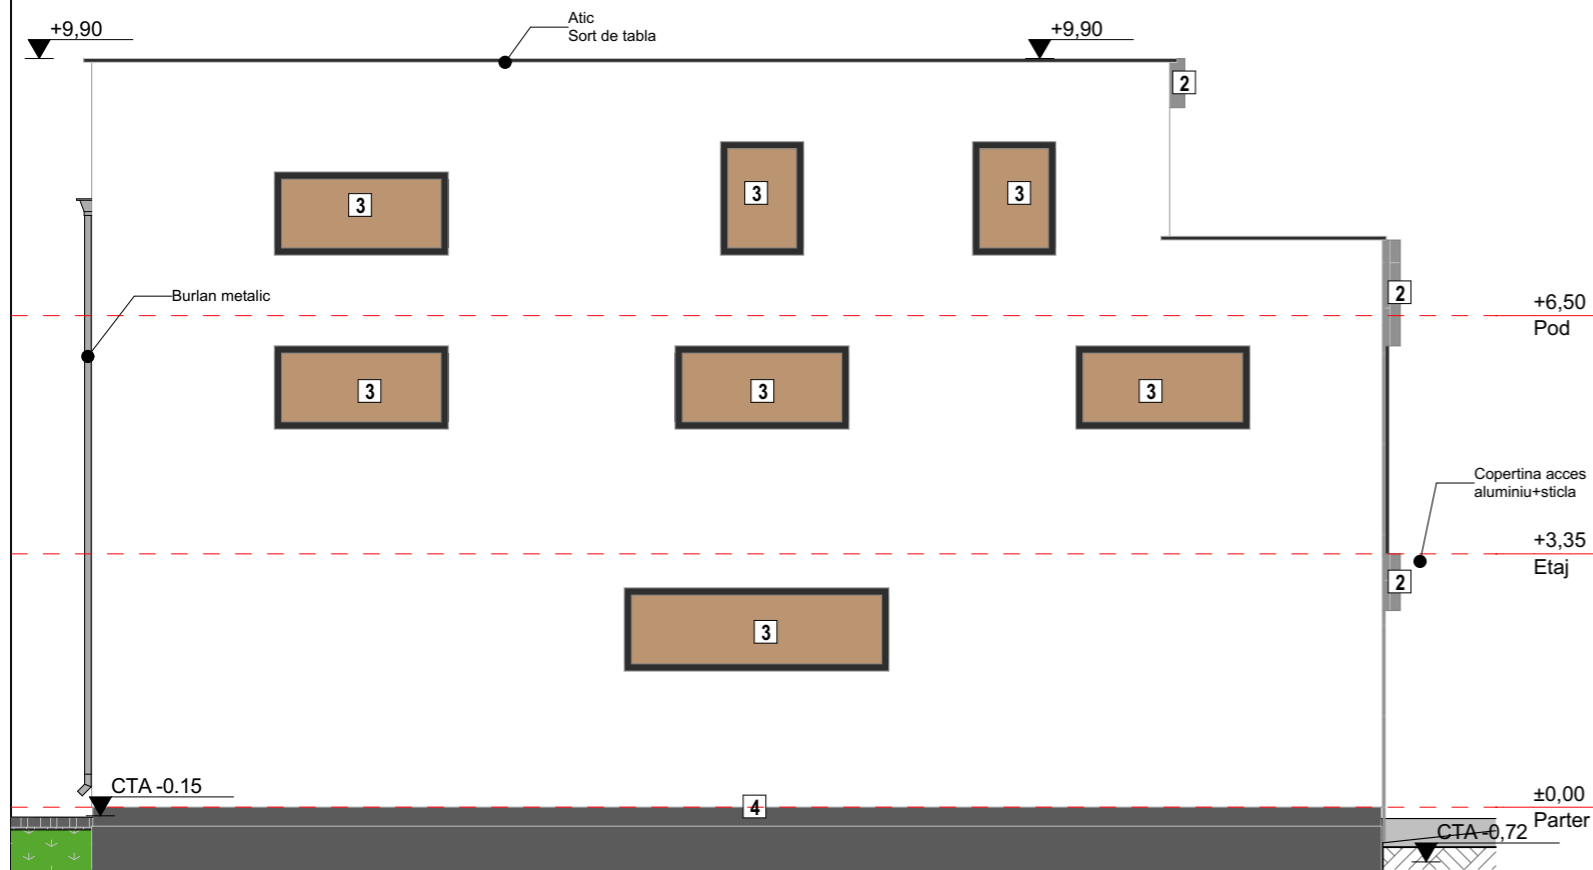 +9,90
Atic
Sort de tabla
+9,90
2
3
3
3
Burlan metalic
2
+6,50
Pod
3
3
3
Copertina acces
aluminiu+sticla
+3,35
Etaj
2
3
CTA -0.15
4
±0,00
Parter
CTA -0,72